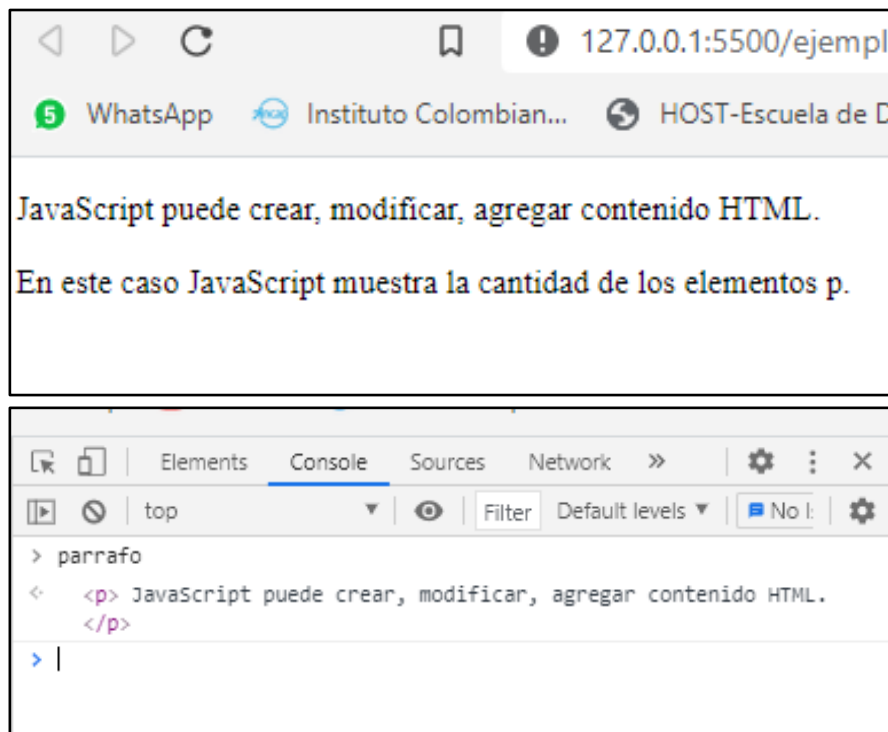 127.0.0.1:5500/ejempl
5 WhatsApp Instituto Colombian... HOST-Escuela de D
JavaScript puede crear, modificar, agregar contenido HTML.
En este caso JavaScript muestra la cantidad de los elementos p.
Elements Console Sources Network »
top Filter Default levels ▼ No I
> parrafo
<p> JavaScript puede crear, modificar, agregar contenido HTML.
</p>
>